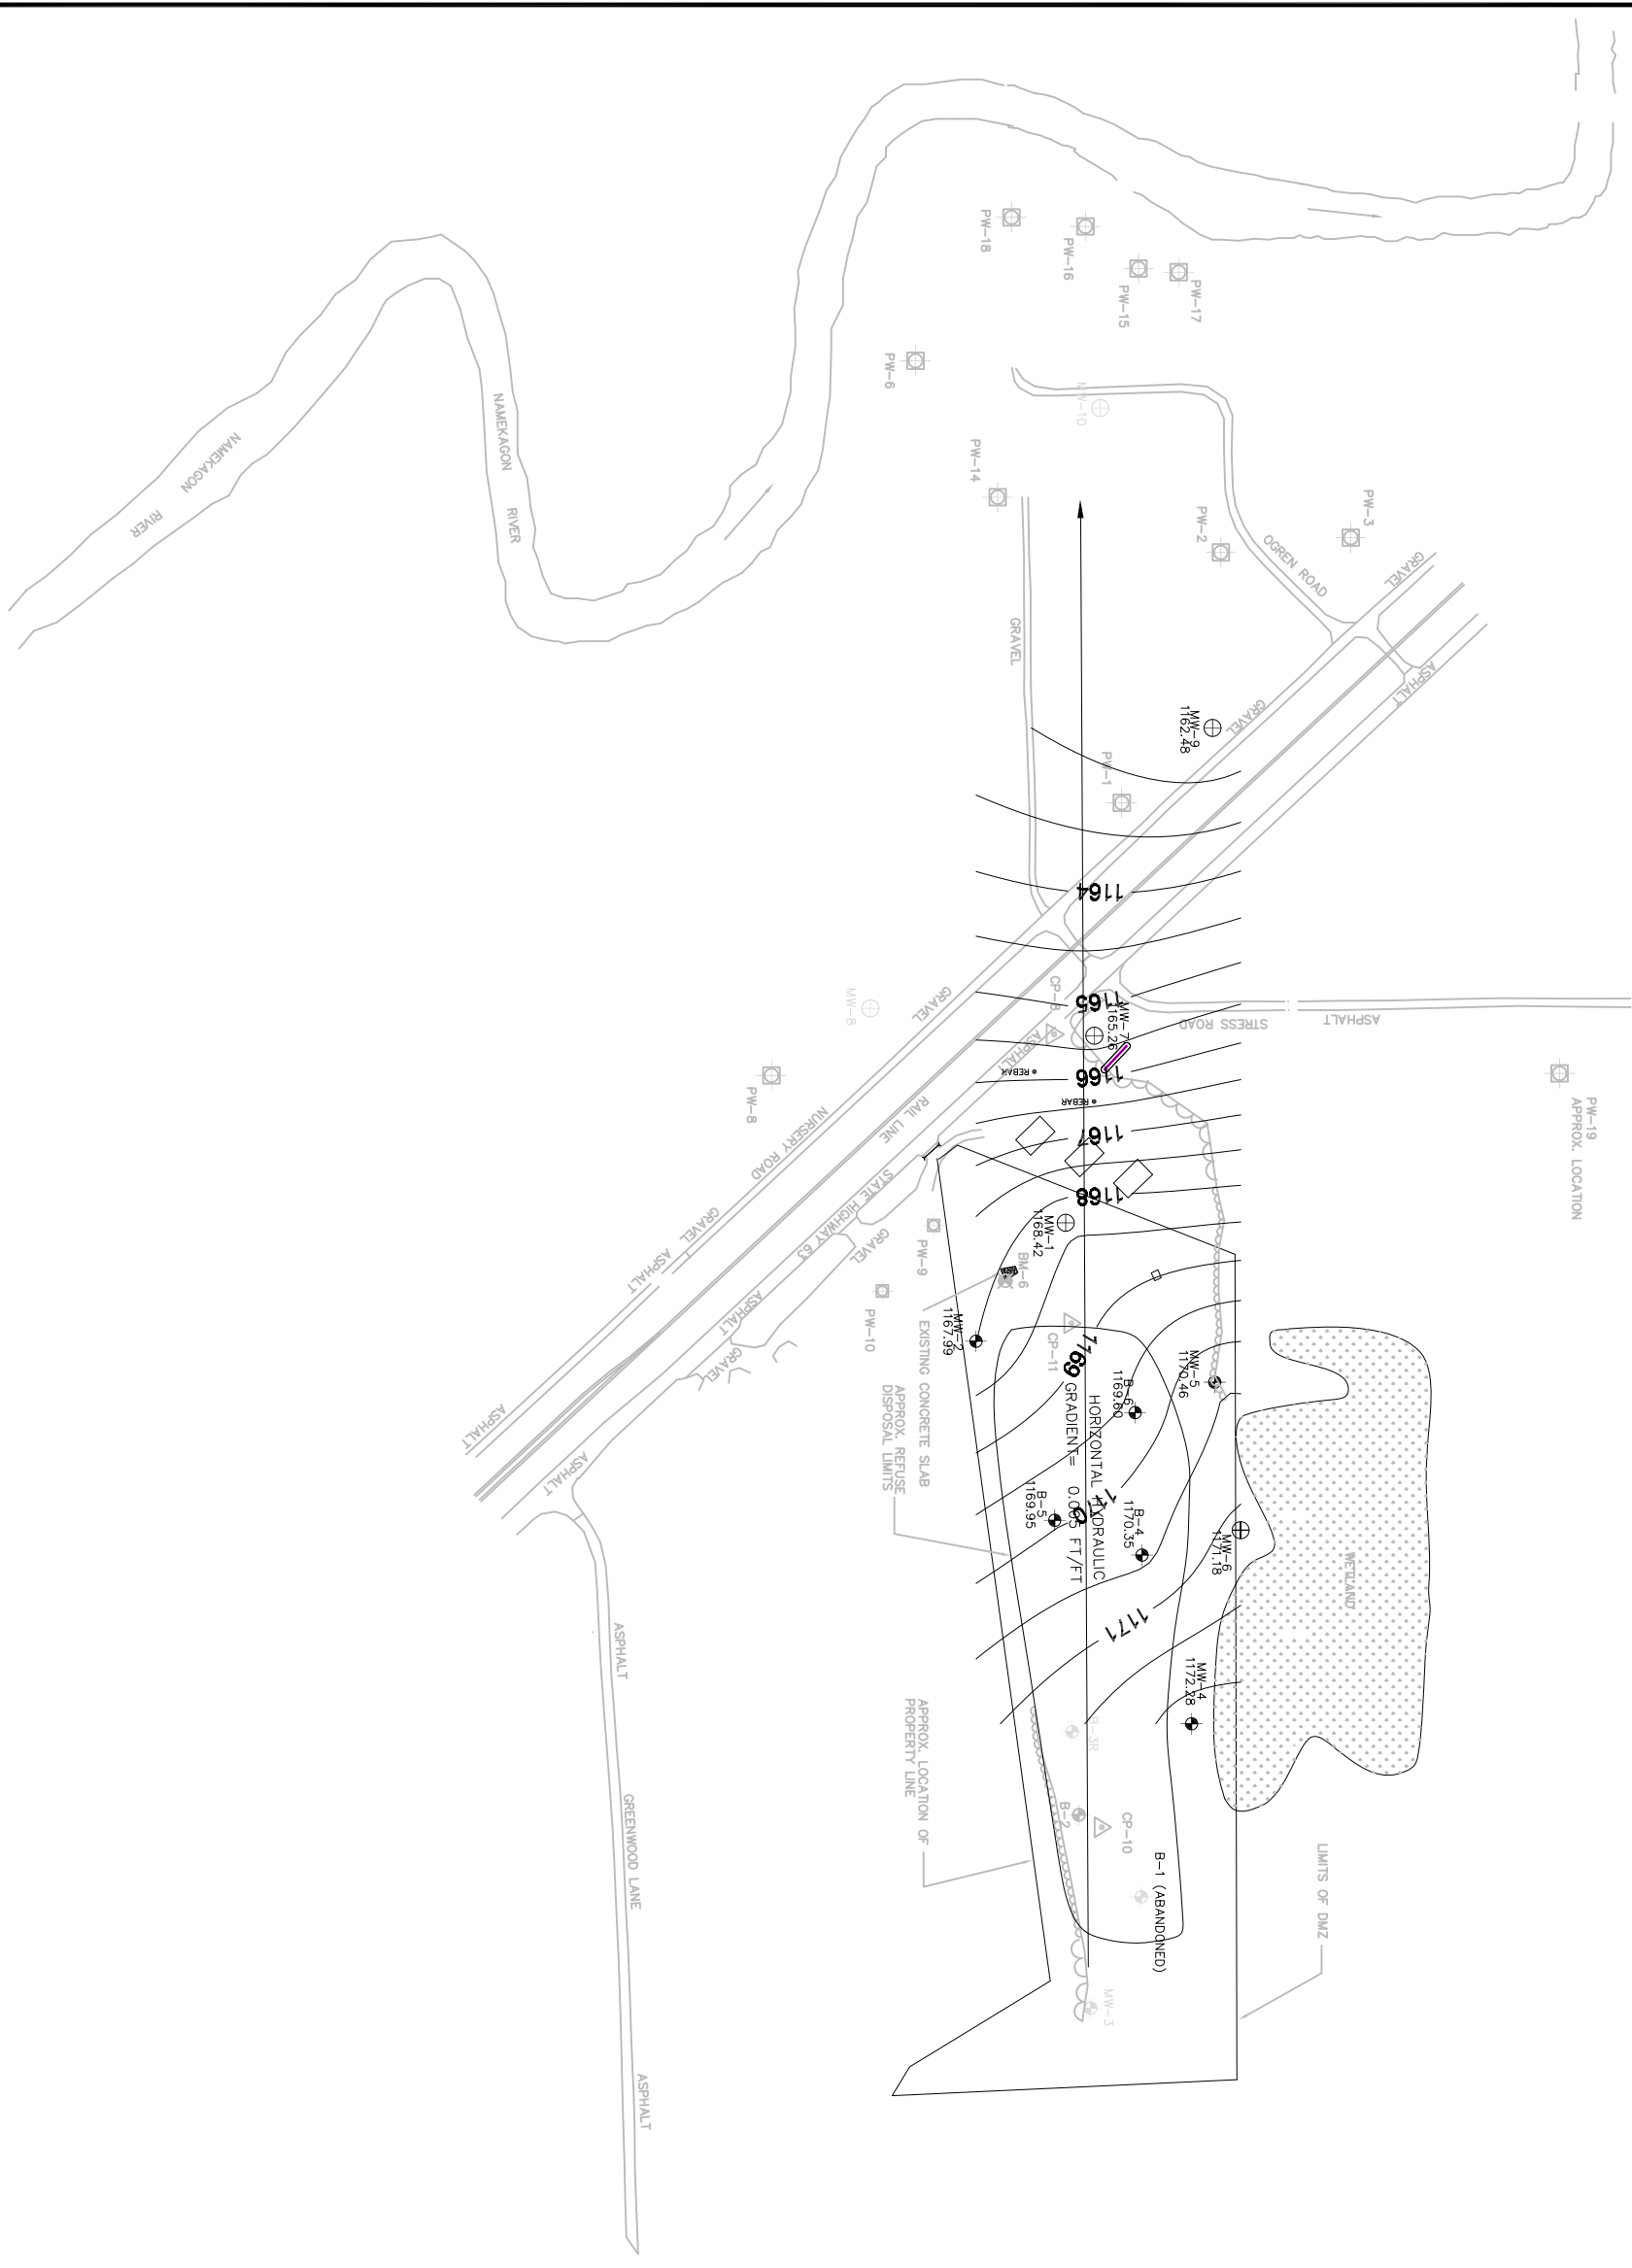 PW-18
PW-16
PW-15
PW-17
PW-6
MW-10
PW-14
PW-2
PW-3
NAMEKAGON
RIVER
NAMEKAGON
RIVER
OGREN ROAD
GRAVEL
GRAVEL
ASPHALT
GRAVEL
MW-9
1162.48
PW-1
1164
GRAVEL
CP-8
1165
MW-7
1165.26
STRESS ROAD
ASPHALT
MW-8
ASPHALT
REBAR
1166
REBAR
PW-8
PW-19
APPROX. LOCATION
NURSERY ROAD
RAIL LINE
1167
STATE HIGHWAY 63
1168
GRAVEL
GRAVEL
ASPHALT
MW-1
1168.42
PW-9
BM-6
PW-10
EXISTING CONCRETE SLAB
MW-2
1167.99
CP-11
ASPHALT
GRAVEL
1169
MW-5
1170.46
B-6
1169.60
APPROX. REFUSE
DISPOSAL LIMITS
HORIZONTAL HYDRAULIC
GRADIENT= FT/FT
ASPHALT
ASPHALT
B-5
1169.95
B-4
1170.35
MW-6
1171.18
WETLAND
1171
ASPHALT
MW-4
1172.28
APPROX. LOCATION OF
PROPERTY LINE
B-3R
B-2
CP-10
B-1 (ABANDONED)
LIMITS OF DMZ
GREENWOOD LANE
MW-3
ASPHALT